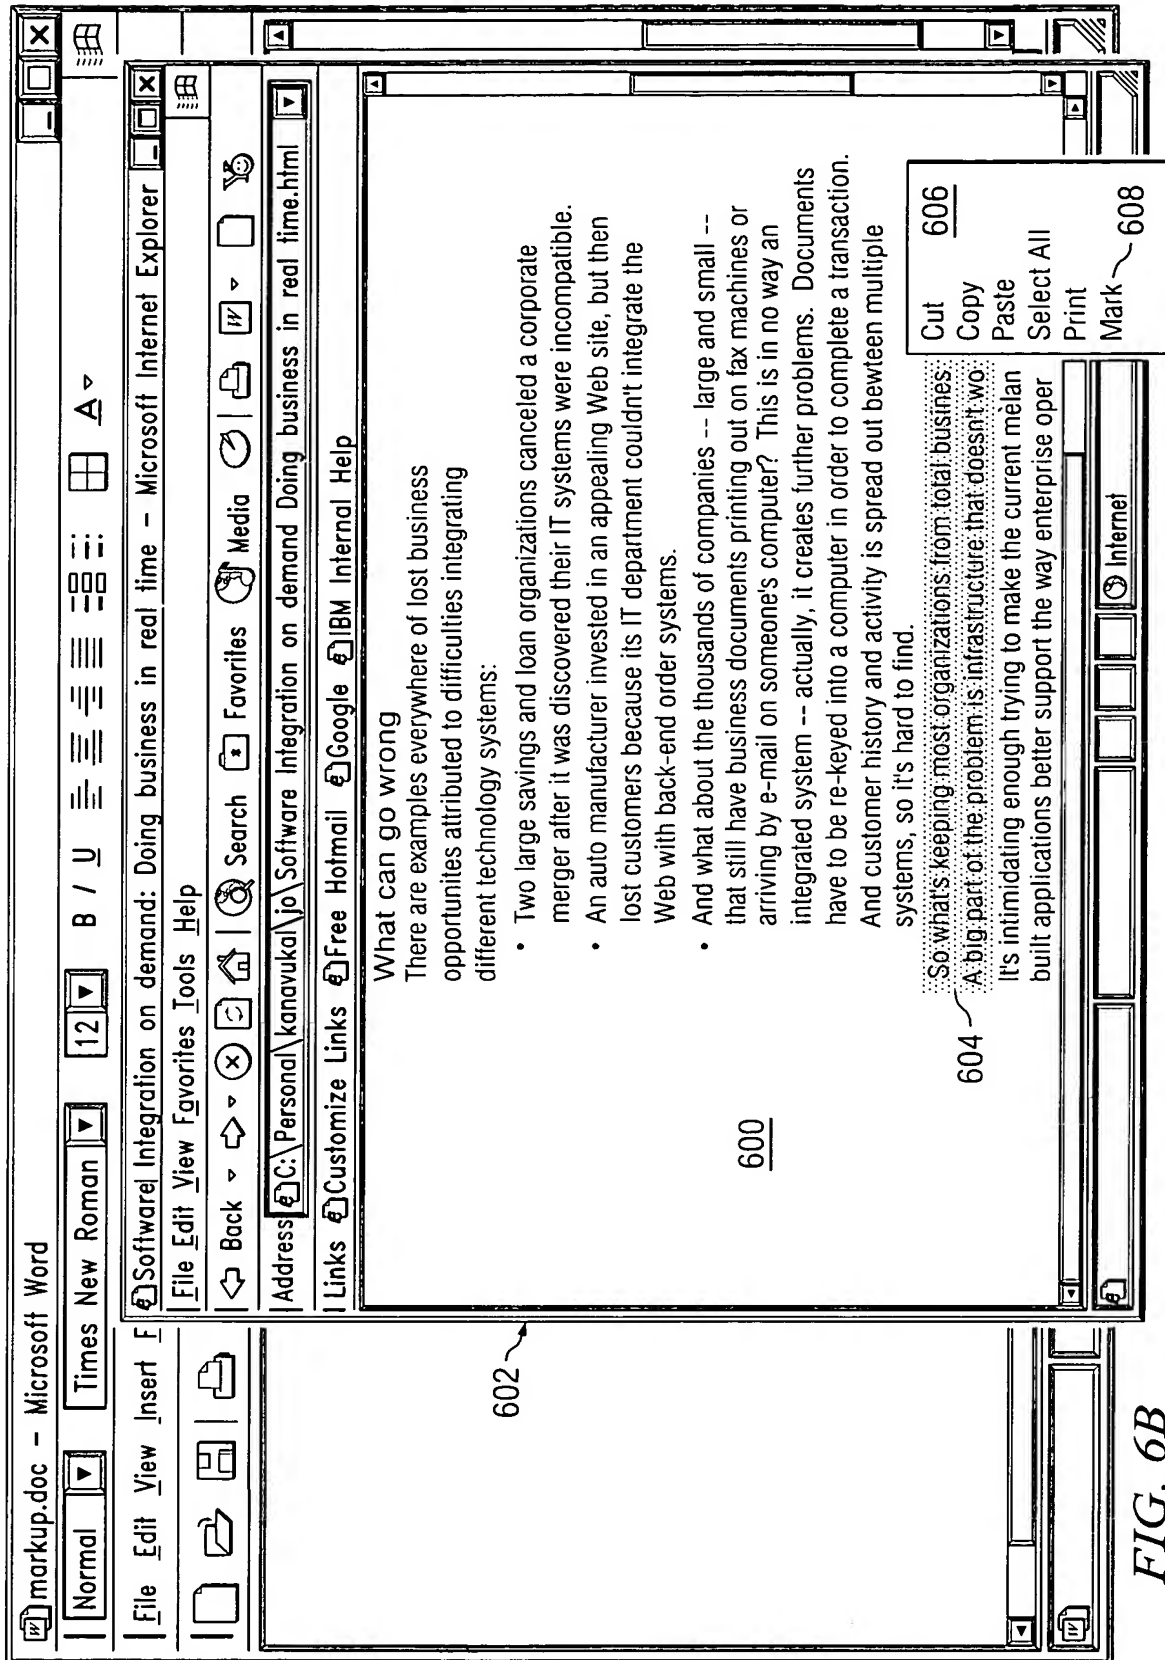 markup.doc – Microsoft Word
Normal Times New Roman 12 B / U A
File Edit View Insert F
Software Integration on demand: Doing business in real time – Microsoft Internet Explorer
File Edit View Favorites Tools Help
Back Search Favorites Media
Address C:\Personal\kanavukal\jo\Software Integration on demand Doing business in real time.html
Links Customize Links Free Hotmail Google IBM Internal Help
What can go wrong
There are examples everywhere of lost business
opportunites attributed to difficulties integrating
different technology systems:
• Two large savings and loan organizations canceled a corporate
merger after it was discovered their IT systems were incompatible.
• An auto manufacturer invested in an appealing Web site, but then
lost customers because its IT department couldn't integrate the
Web with back-end order systems.
• And what about the thousands of companies -- large and small --
that still have business documents printing out on fax machines or
arriving by e-mail on someone's computer? This is in no way an
integrated system -- actually, it creates further problems. Documents
have to be re-keyed into a computer in order to complete a transaction.
And customer history and activity is spread out bewteen multiple
systems, so it's hard to find.
So what's keeping most organizations from total busines
A big part of the problem is infrastructure that doesn't wo
It's intimidating enough trying to make the current mèlan
built applications better support the way enterprise oper
Cut 606
Copy
Paste
Select All
Print
Mark 608
600
602
604
Internet
FIG. 6B